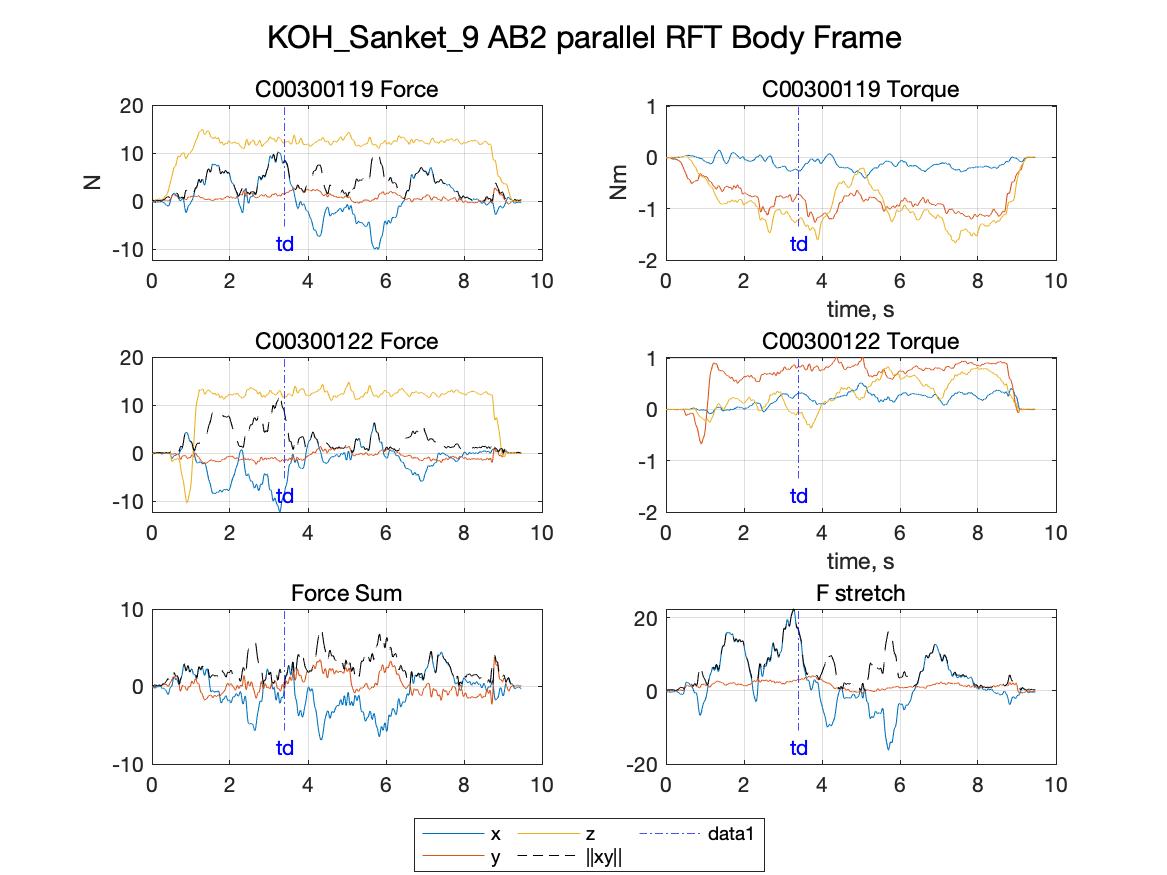 KOH_Sanket_9 AB2 parallel RFT Body Frame
C00300119 Force
20
10
0
-10
N
td
0 2 4 6 8 10
C00300119 Torque
1
0
-1
-2
Nm
td
0 2 4 6 8 10
time, s
C00300122 Force
20
10
0
-10
td
0 2 4 6 8 10
C00300122 Torque
1
0
-1
-2
td
0 2 4 6 8 10
time, s
Force Sum
10
0
-10
td
0 2 4 6 8 10
F stretch
20
0
-20
td
0 2 4 6 8 10
x z data1
y ||xy||